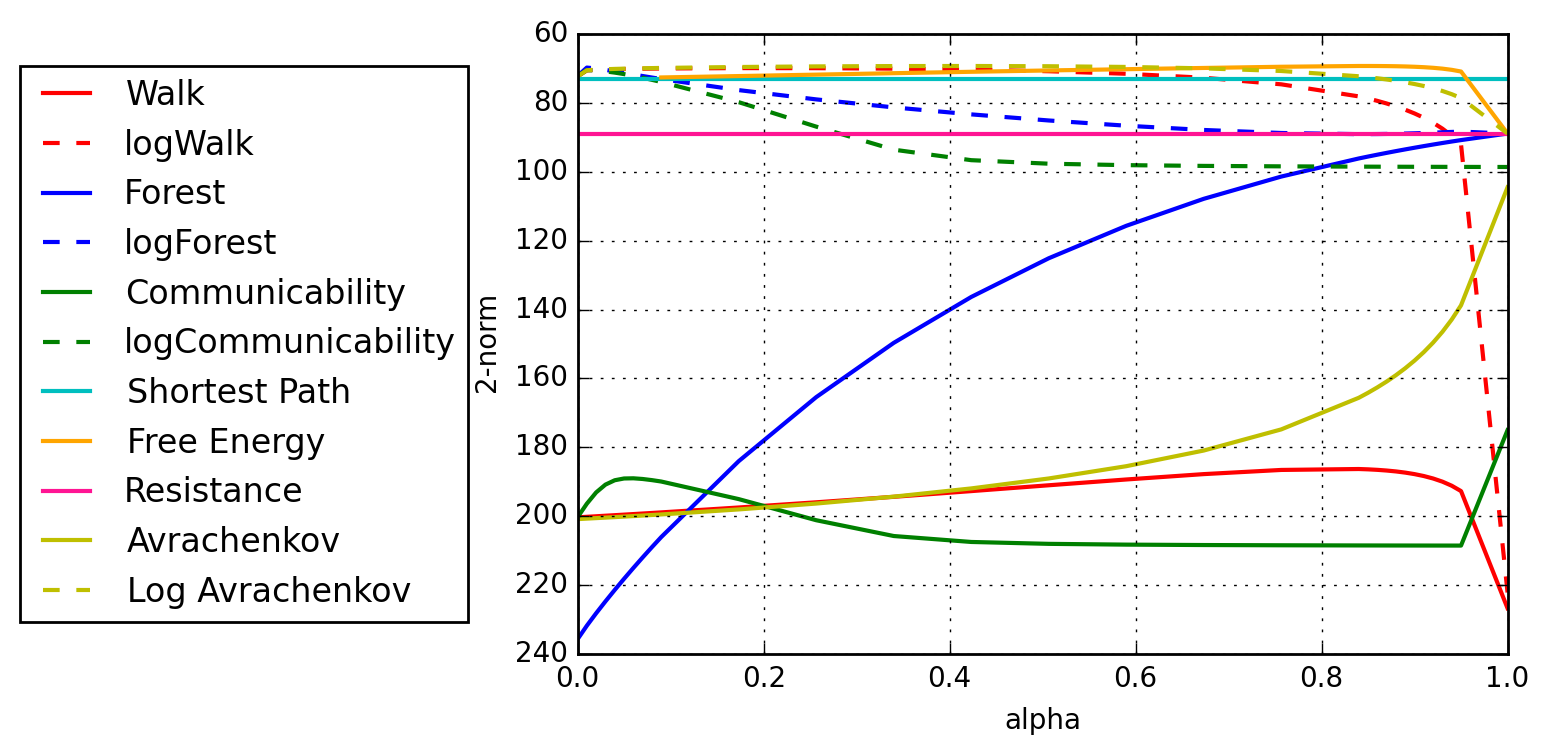 Walk
logWalk
Forest
logForest
Communicability
logCommunicability
Shortest Path
Free Energy
Resistance
Avrachenkov
Log Avrachenkov
2-norm
60
80
100
120
140
160
180
200
220
240
0.0 0.2 0.4 0.6 0.8 1.0
alpha